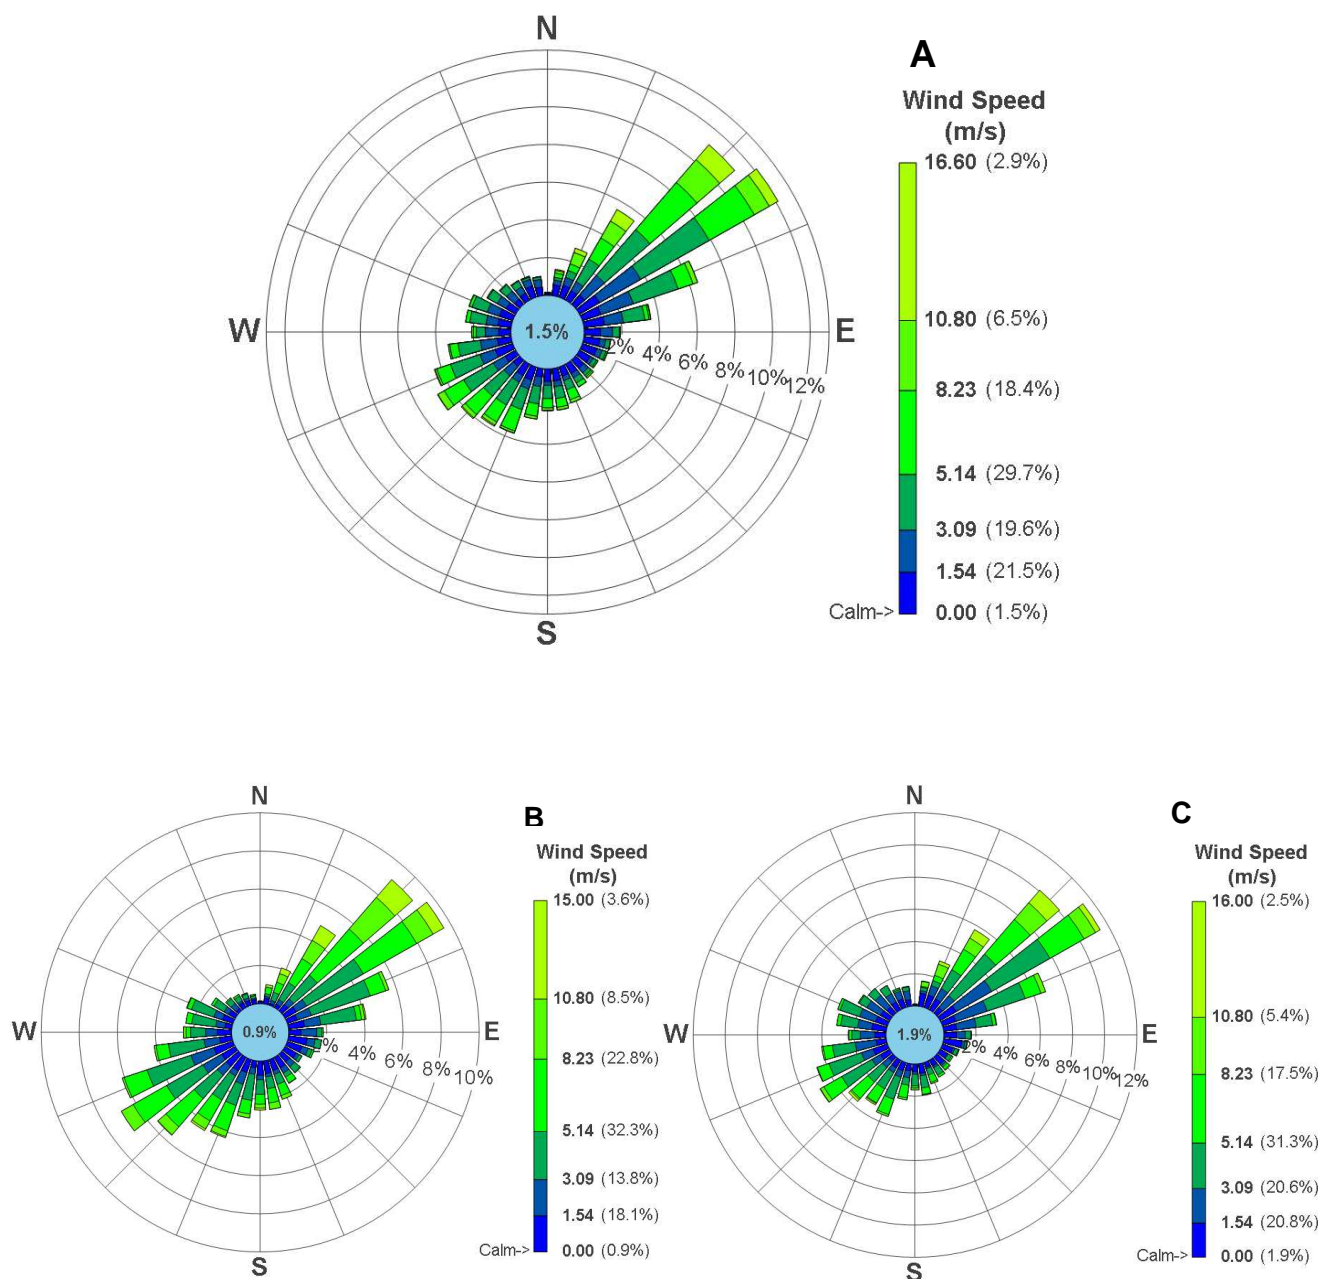 N
A
Wind Speed
(m/s)
16.60 (2.9%)
10.80 (6.5%)
8.23 (18.4%)
5.14 (29.7%)
3.09 (19.6%)
1.54 (21.5%)
Calm-> 0.00 (1.5%)
W
1.5%
E
2% 4% 6% 8% 10% 12%
S
N
B
Wind Speed
(m/s)
15.00 (3.6%)
10.80 (8.5%)
8.23 (22.8%)
5.14 (32.3%)
3.09 (13.8%)
1.54 (18.1%)
Calm-> 0.00 (0.9%)
W
0.9%
E
% 4% 6% 8% 10%
S
N
C
Wind Speed
(m/s)
16.00 (2.5%)
10.80 (5.4%)
8.23 (17.5%)
5.14 (31.3%)
3.09 (20.6%)
1.54 (20.8%)
Calm-> 0.00 (1.9%)
W
1.9%
E
2% 4% 6% 8% 10% 12%
S